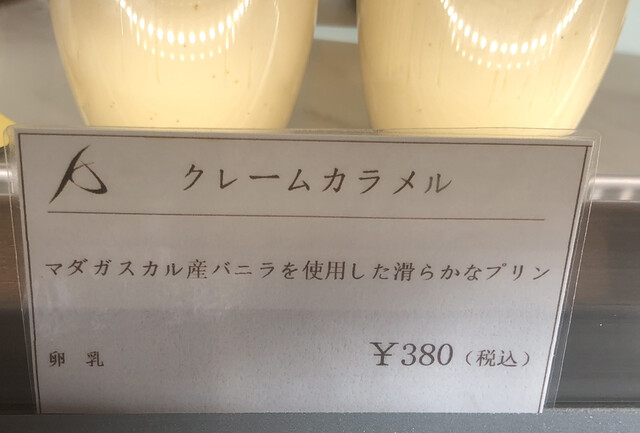 クレームカラメル
マダガスカル産バニラを使用した滑らかなプリン
卵 乳
¥380（税込）